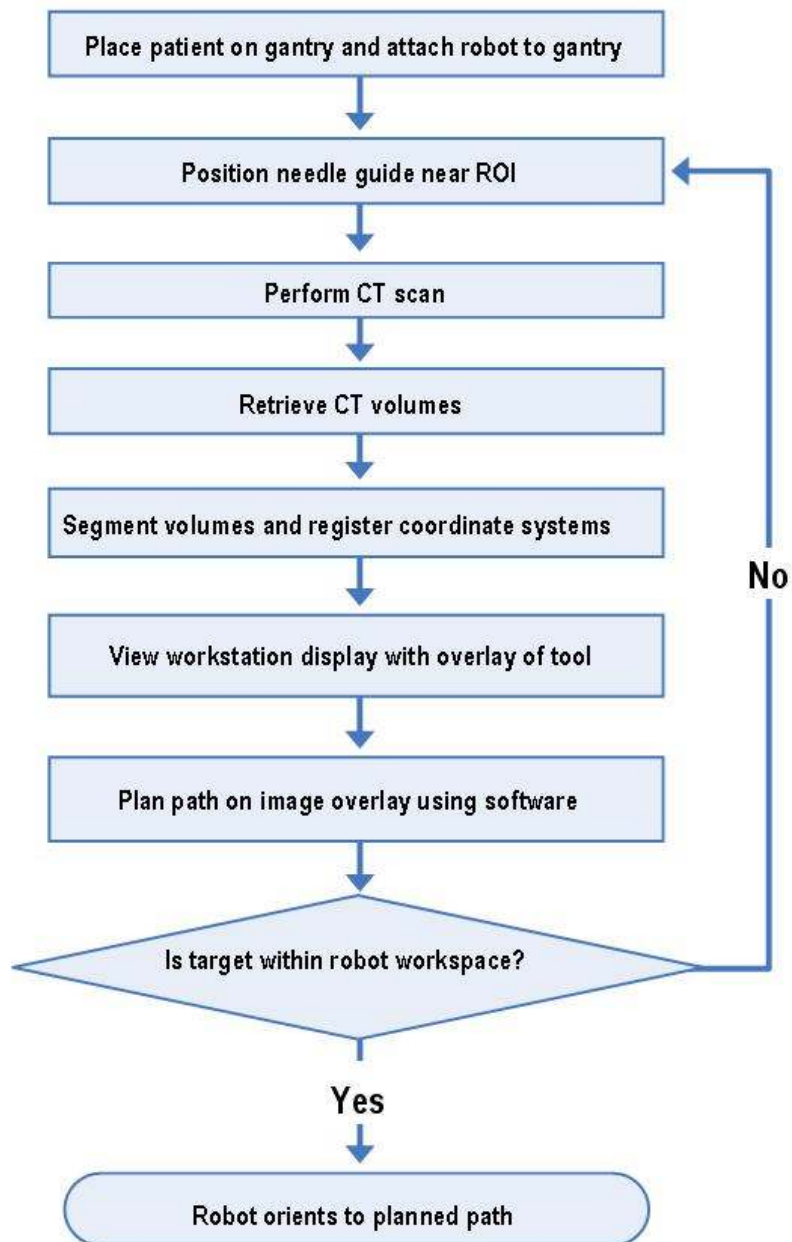 Place patient on gantry and attach robot to gantry
Position needle guide near ROI
Perform CT scan
Retrieve CT volumes
Segment volumes and register coordinate systems
No
View workstation display with overlay of tool
Plan path on image overlay using software
Is target within robot workspace?
Yes
Robot orients to planned path